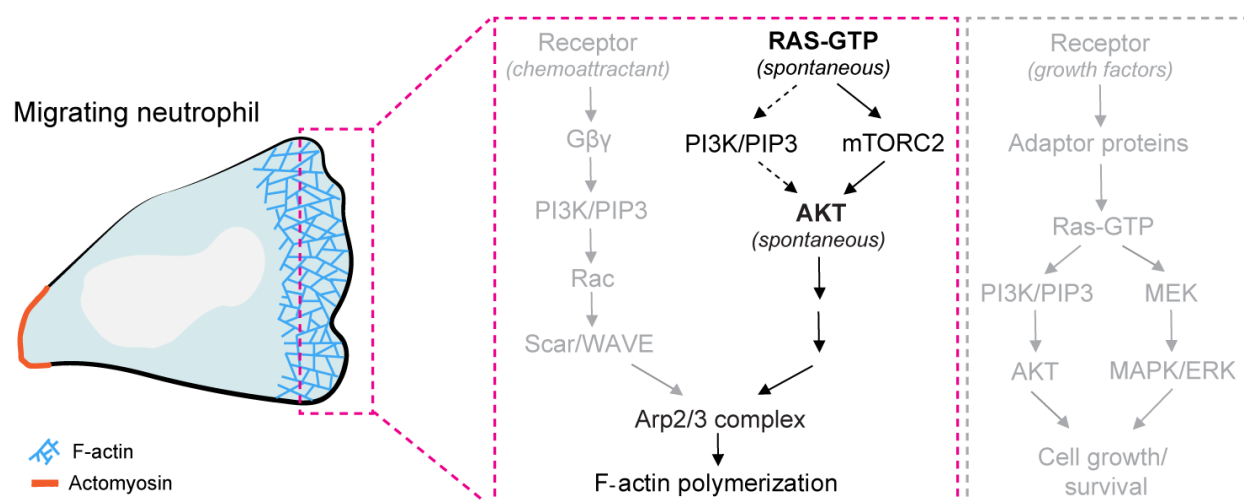 Migrating neutrophil
F-actin
Actomyosin
Receptor
(chemoattractant)
Gβγ
PI3K/PIP3
Rac
Scar/WAVE
RAS-GTP
(spontaneous)
PI3K/PIP3
mTORC2
AKT
(spontaneous)
Arp2/3 complex
F-actin polymerization
Receptor
(growth factors)
Adaptor proteins
Ras-GTP
PI3K/PIP3
MEK
AKT
MAPK/ERK
Cell growth/
survival